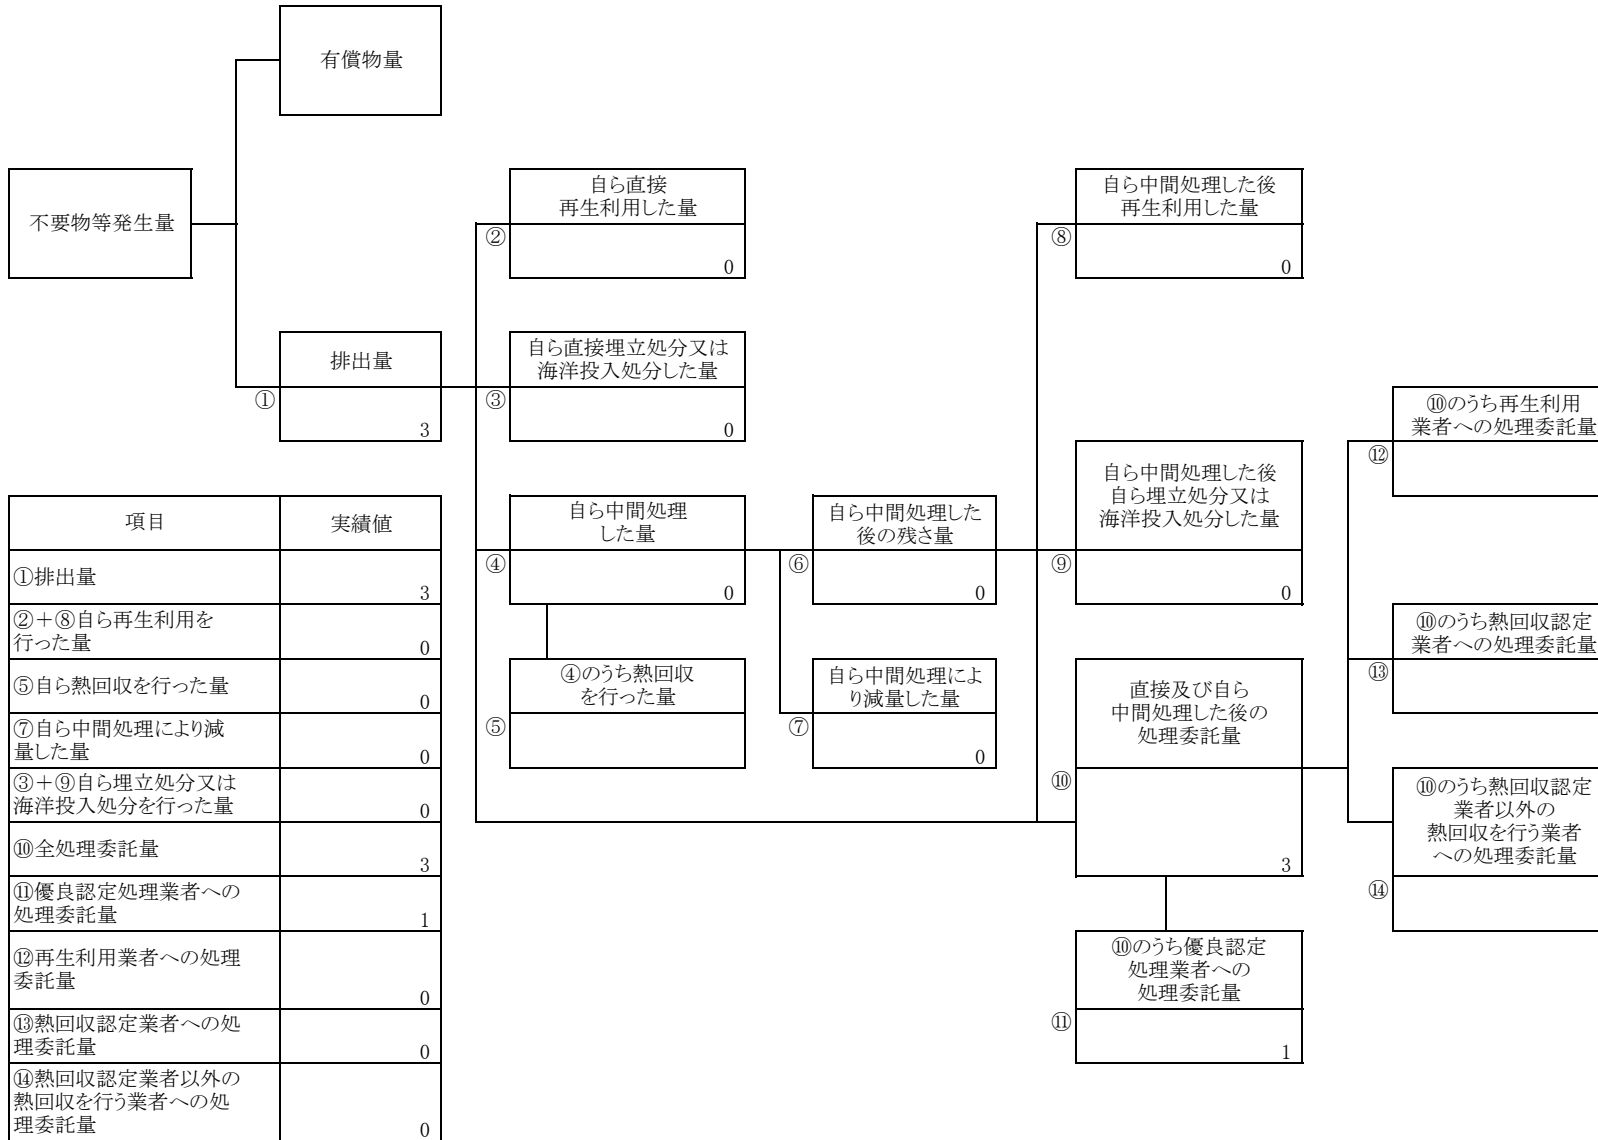 有償物量
不要物等発生量
自ら直接
再生利用した量
②
0
自ら中間処理した後
再生利用した量
⑧
0
排出量
①
3
自ら直接埋立処分又は
海洋投入処分した量
③
0
⑩のうち再生利用
業者への処理委託量
⑫
自ら中間処理
した量
④
0
自ら中間処理した
後の残さ量
⑥
0
自ら中間処理した後
自ら埋立処分又は
海洋投入処分した量
⑨
0
⑩のうち熱回収認定
業者への処理委託量
⑬
④のうち熱回収
を行った量
⑤
自ら中間処理によ
り減量した量
⑦
0
直接及び自ら
中間処理した後の
処理委託量
⑩
3
⑩のうち熱回収認定
業者以外の
熱回収を行う業者
への処理委託量
⑭
⑩のうち優良認定
処理業者への
処理委託量
⑪
1
項目 実績値
①排出量 3
②+⑧自ら再生利用を
行った量 0
⑤自ら熱回収を行った量 0
⑦自ら中間処理により減
量した量 0
③+⑨自ら埋立処分又は
海洋投入処分を行った量 0
⑩全処理委託量 3
⑪優良認定処理業者への
処理委託量 1
⑫再生利用業者への処理
委託量 0
⑬熱回収認定業者への処
理委託量 0
⑭熱回収認定業者以外の
熱回収を行う業者への処
理委託量 0